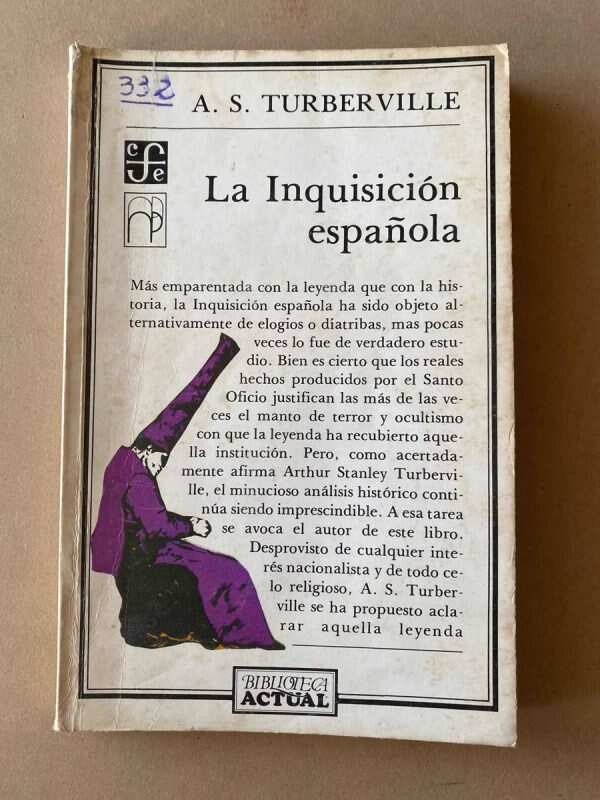 332
A. S. TURBERVILLE
c f e
La Inquisición
española
Más emparentada con la leyenda que con la his-
toria, la Inquisición española ha sido objeto al-
ternativamente de elogios o diatribas, mas pocas
veces lo fue de verdadero estu-
dio. Bien es cierto que los reales
hechos producidos por el Santo
Oficio justifican las más de las ve-
ces el manto de terror y ocultismo
con que la leyenda ha recubierto aque-
lla institución. Pero, como acertada-
mente afirma Arthur Stanley Turbervi-
lle, el minucioso análisis histórico conti-
núa siendo imprescindible. A esa tarea
se avoca el autor de este libro.
Desprovisto de cualquier inte-
rés nacionalista y de todo ce-
lo religioso, A. S. Turber-
ville se ha propuesto acla-
rar aquella leyenda
BIBLIOTECA
ACTUAL